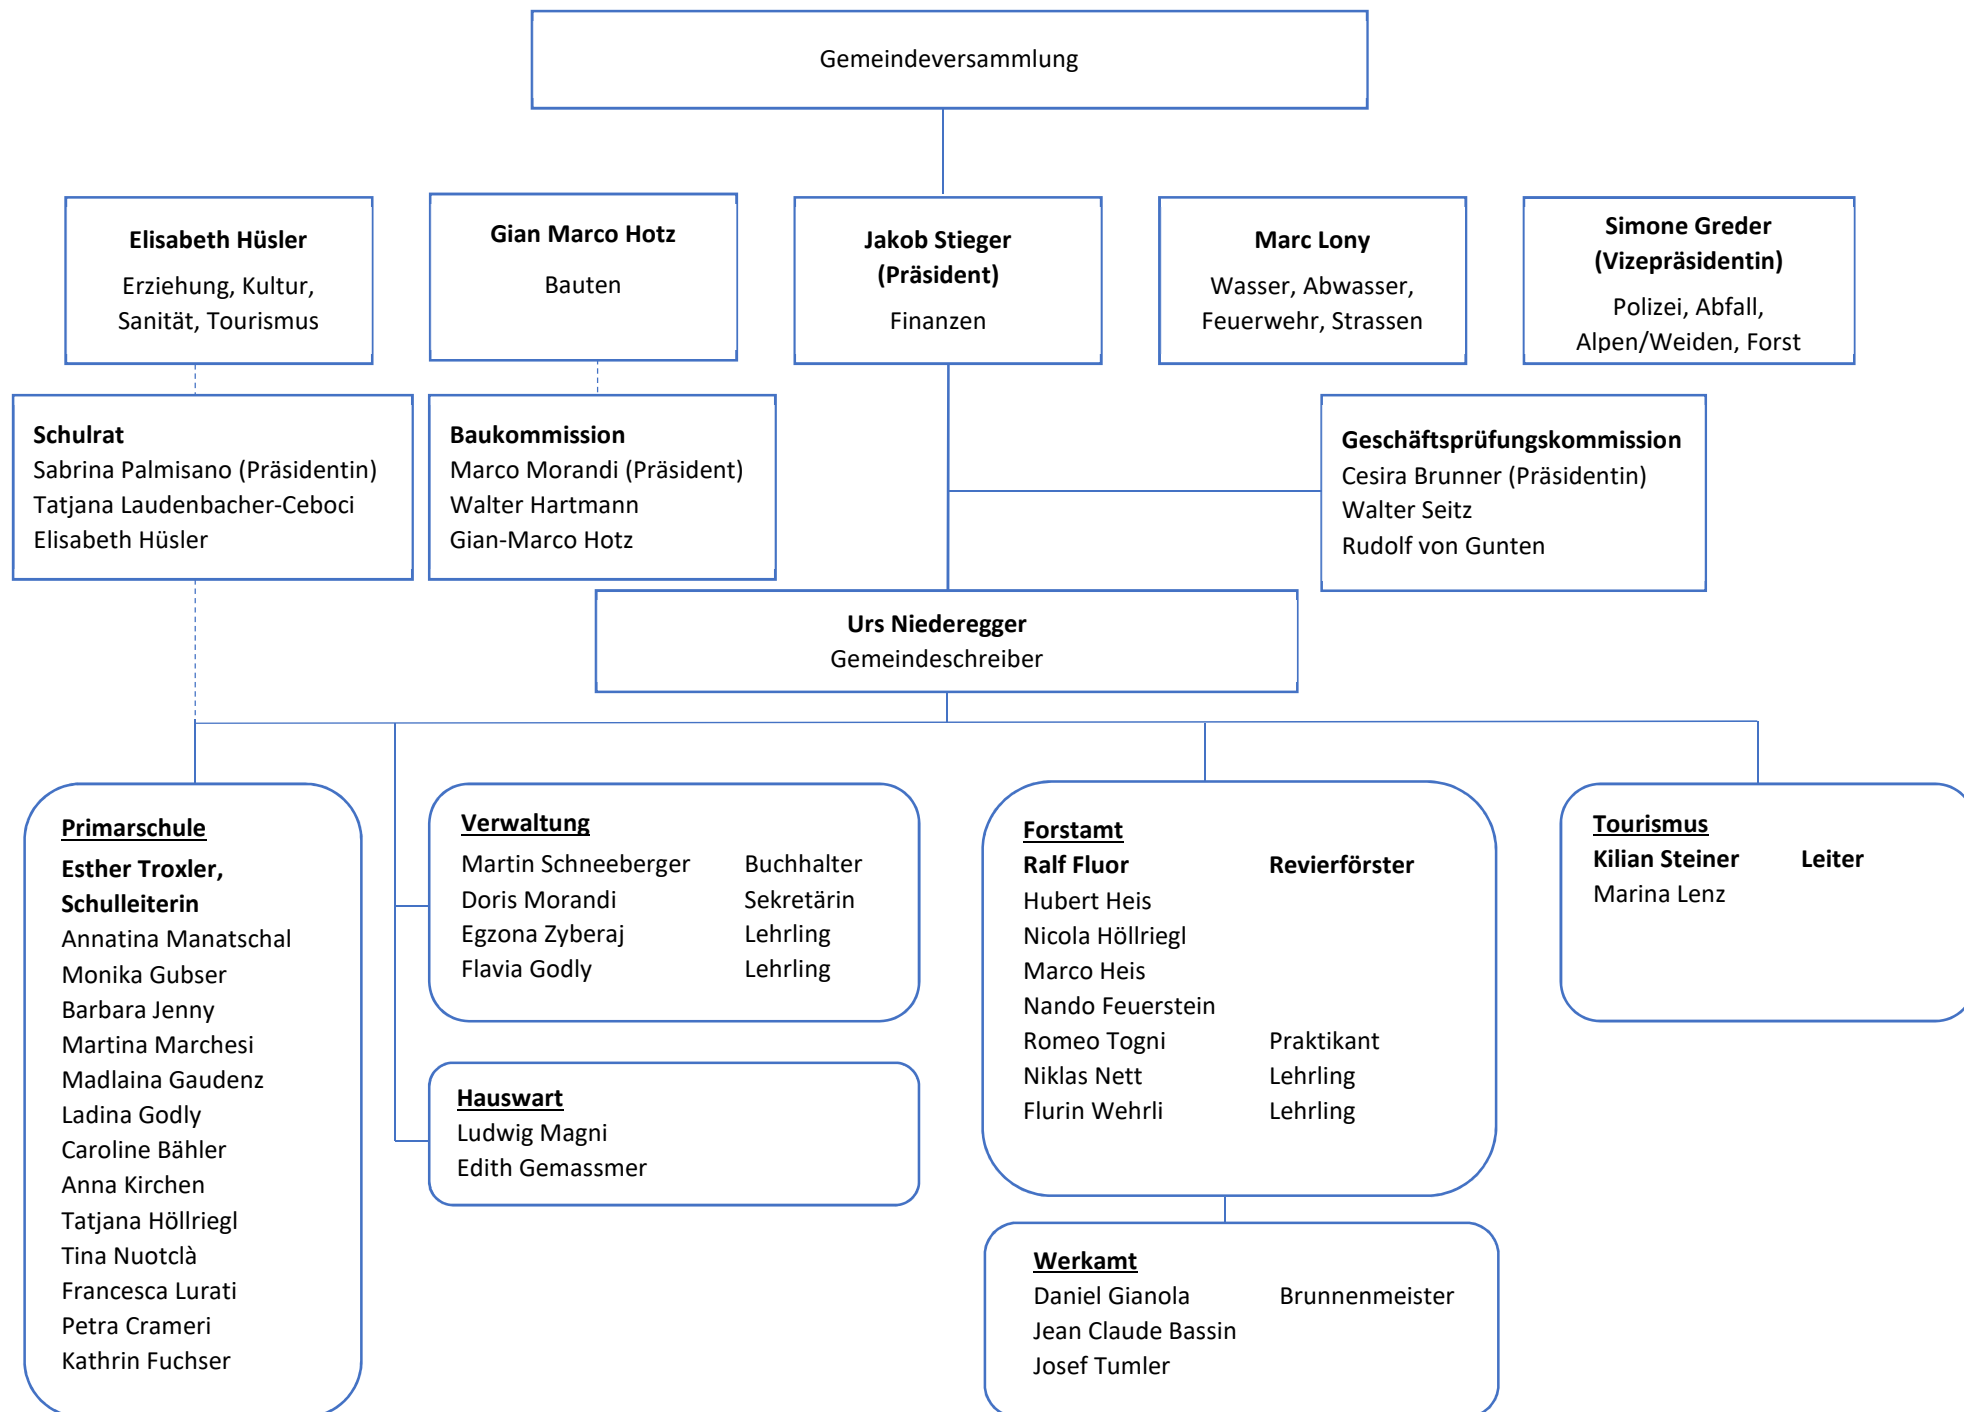 Gemeindeversammlung
Elisabeth Hüsler
Erziehung, Kultur,
Sanität, Tourismus
Gian Marco Hotz
Bauten
Jakob Stieger
(Präsident)
Finanzen
Marc Lony
Wasser, Abwasser,
Feuerwehr, Strassen
Simone Greder
(Vizepräsidentin)
Polizei, Abfall,
Alpen/Weiden, Forst
Schulrat
Sabrina Palmisano (Präsidentin)
Tatjana Laudenbacher-Ceboci
Elisabeth Hüsler
Baukommission
Marco Morandi (Präsident)
Walter Hartmann
Gian-Marco Hotz
Geschäftsprüfungskommission
Cesira Brunner (Präsidentin)
Walter Seitz
Rudolf von Gunten
Urs Niederegger
Gemeindeschreiber
Primarschule
Esther Troxler,
Schulleiterin
Annatina Manatschal
Monika Gubser
Barbara Jenny
Martina Marchesi
Madlaina Gaudenz
Ladina Godly
Caroline Bähler
Anna Kirchen
Tatjana Höllriegl
Tina Nuotclà
Francesca Lurati
Petra Crameri
Kathrin Fuchser
Verwaltung
Martin Schneeberger Buchhalter
Doris Morandi Sekretärin
Egzona Zyberaj Lehrling
Flavia Godly Lehrling
Hauswart
Ludwig Magni
Edith Gemassmer
Forstamt
Ralf Fluor Revierförster
Hubert Heis
Nicola Höllriegl
Marco Heis
Nando Feuerstein
Romeo Togni Praktikant
Niklas Nett Lehrling
Flurin Wehrli Lehrling
Werkamt
Daniel Gianola Brunnenmeister
Jean Claude Bassin
Josef Tumler
Tourismus
Kilian Steiner Leiter
Marina Lenz